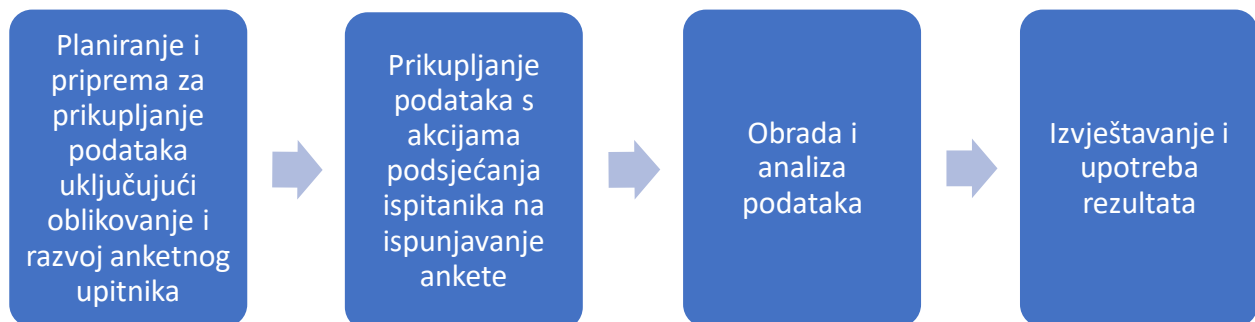 Planiranje i
priprema za
prikupljanje
podataka
uključujući
oblikovanje i
razvoj anketnog
upitnika
Prikupljanje
podataka s
akcijama
podsjećanja
ispitanika na
ispunjavanje
ankete
Obrada i
analiza
podataka
Izvještavanje i
upotreba
rezultata